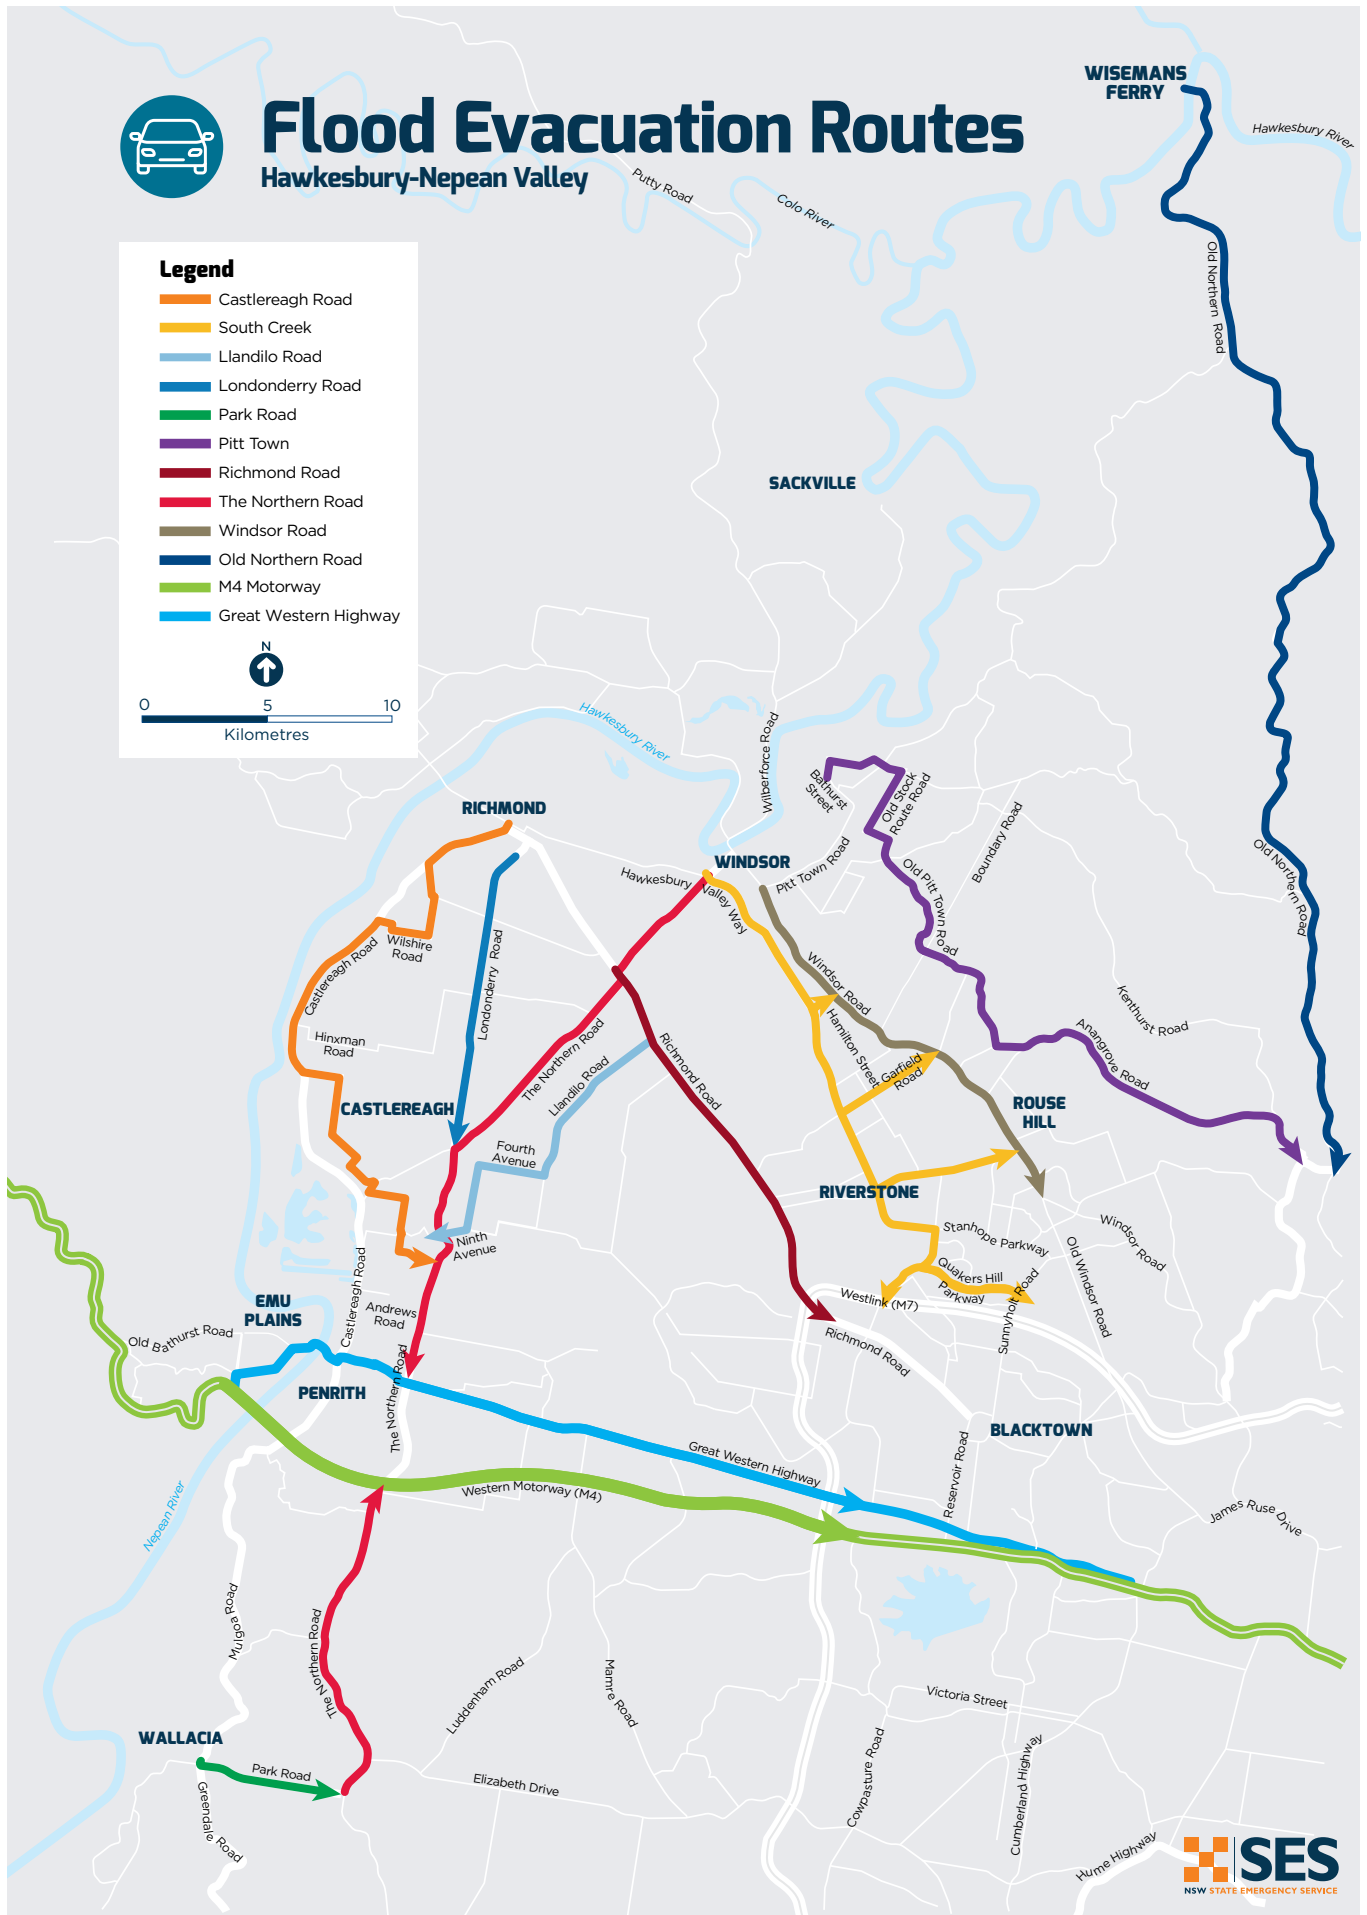 Flood Evacuation Routes
Hawkesbury-Nepean Valley
WISEMANS
FERRY
Hawkesbury River
Putty Road
Colo River
Old Northern Road
Legend
Castlereagh Road
South Creek
Llandilo Road
Londonderry Road
Park Road
Pitt Town
Richmond Road
The Northern Road
Windsor Road
Old Northern Road
M4 Motorway
Great Western Highway
N
0 5 10
Kilometres
SACKVILLE
Hawkesbury River
Wilberforce Road
Bathurst
Street
Old Stock
Route Road
RICHMOND
Boundary Road
WINDSOR
Pitt Town Road
Hawkesbury Valley Way
Old Pitt Town Road
Old Northern Road
Wilshire
Road
Castlereagh Road
Londonderry Road
Windsor Road
Kenthurst Road
Hinxman
Road
The Northern Road
Llandilo Road
Richmond Road
Hamilton Street
Garfield
Road
Anangrove Road
CASTLEREAGH
ROUSE
HILL
Fourth
Avenue
RIVERSTONE
Ninth
Avenue
Stanhope Parkway
Windsor Road
Old Windsor Road
Quakers Hill
Parkway
Sunnyholt Road
Castlereagh Road
EMU
PLAINS
Andrews
Road
Westlink (M7)
Old Bathurst Road
Richmond Road
PENRITH
The Northern Road
BLACKTOWN
Great Western Highway
Reservoir Road
Western Motorway (M4)
Nepean River
James Ruse Drive
Mulgoa Road
The Northern Road
Luddenham Road
Mamre Road
Victoria Street
WALLACIA
Park Road
Elizabeth Drive
Cowpasture Road
Cumberland Highway
Greendale Road
Hume Highway
SES
NSW STATE EMERGENCY SERVICE